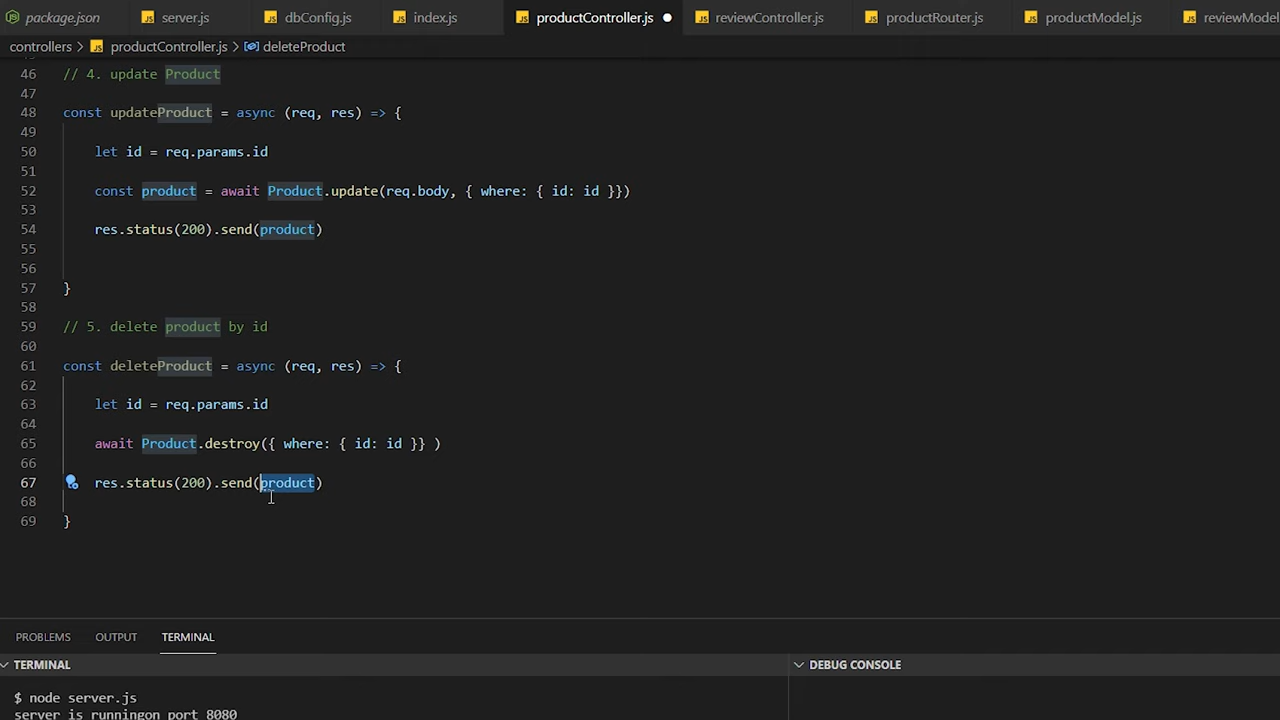 package.json
server.js
dbConfig.js
index.js
productController.js
reviewController.js
productRouter.js
productModel.js
reviewModel
controllers > productController.js > deleteProduct
46 // 4. update Product
47
48 const updateProduct = async (req, res) => {
49
50 let id = req.params.id
51
52 const product = await Product.update(req.body, { where: { id: id }})
53
54 res.status(200).send(product)
55
56
57 }
58
59 // 5. delete product by id
60
61 const deleteProduct = async (req, res) => {
62
63 let id = req.params.id
64
65 await Product.destroy({ where: { id: id }} )
66
67 res.status(200).send(product)
68
69 }
PROBLEMS OUTPUT TERMINAL
TERMINAL
DEBUG CONSOLE
$ node server.js
server is runningon port 8080